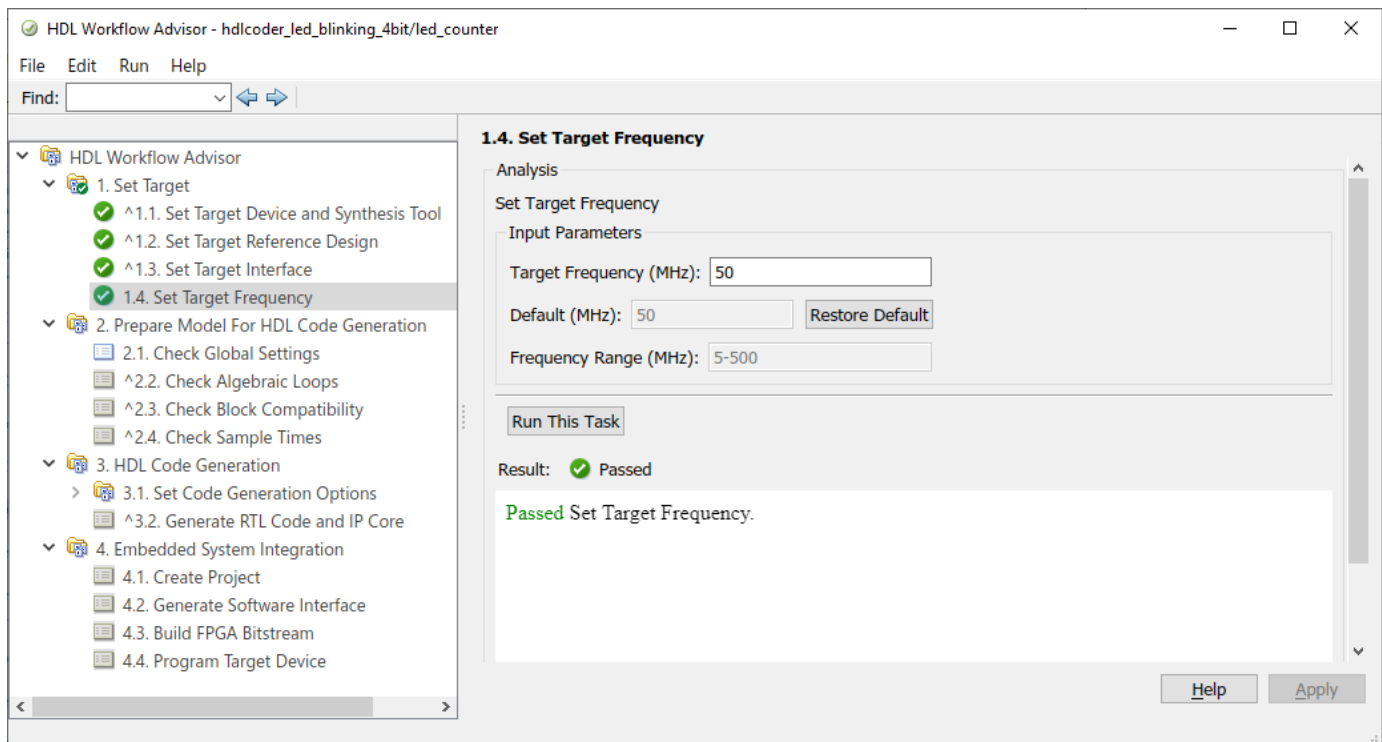 HDL Workflow Advisor - hdlcoder_led_blinking_4bit/led_counter
File Edit Run Help
Find:
HDL Workflow Advisor
1. Set Target
^1.1. Set Target Device and Synthesis Tool
^1.2. Set Target Reference Design
^1.3. Set Target Interface
1.4. Set Target Frequency
2. Prepare Model For HDL Code Generation
2.1. Check Global Settings
^2.2. Check Algebraic Loops
^2.3. Check Block Compatibility
^2.4. Check Sample Times
3. HDL Code Generation
3.1. Set Code Generation Options
^3.2. Generate RTL Code and IP Core
4. Embedded System Integration
4.1. Create Project
4.2. Generate Software Interface
4.3. Build FPGA Bitstream
4.4. Program Target Device
1.4. Set Target Frequency
Analysis
Set Target Frequency
Input Parameters
Target Frequency (MHz): 50
Default (MHz): 50 Restore Default
Frequency Range (MHz): 5-500
Run This Task
Result: Passed
Passed Set Target Frequency.
Help Apply